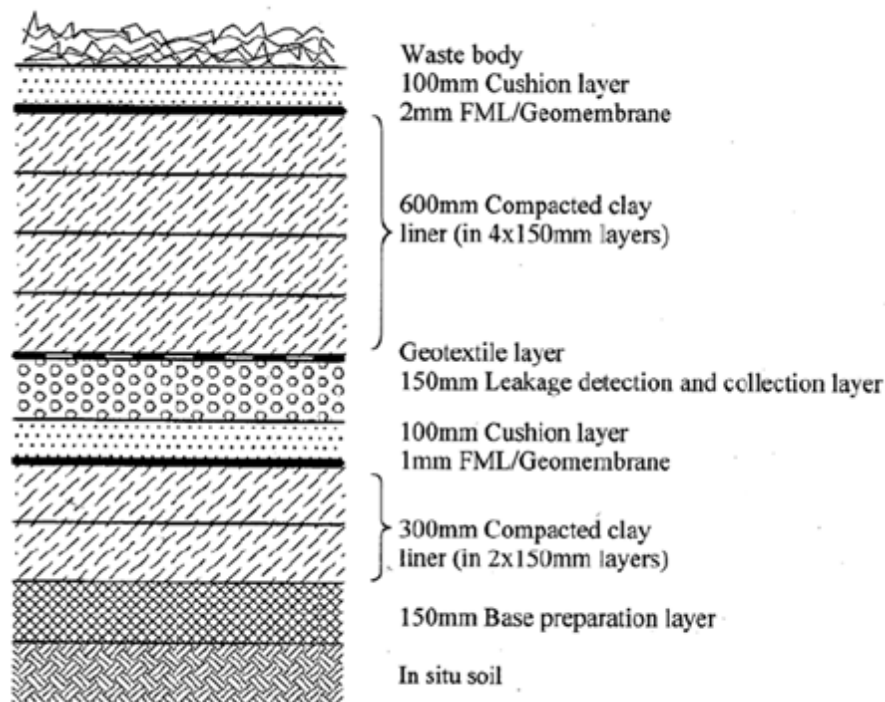 Waste body
100mm Cushion layer
2mm FML/Geomembrane
600mm Compacted clay
liner (in 4x150mm layers)
Geotextile layer
150mm Leakage detection and collection layer
100mm Cushion layer
1mm FML/Geomembrane
300mm Compacted clay
liner (in 2x150mm layers)
150mm Base preparation layer
In situ soil